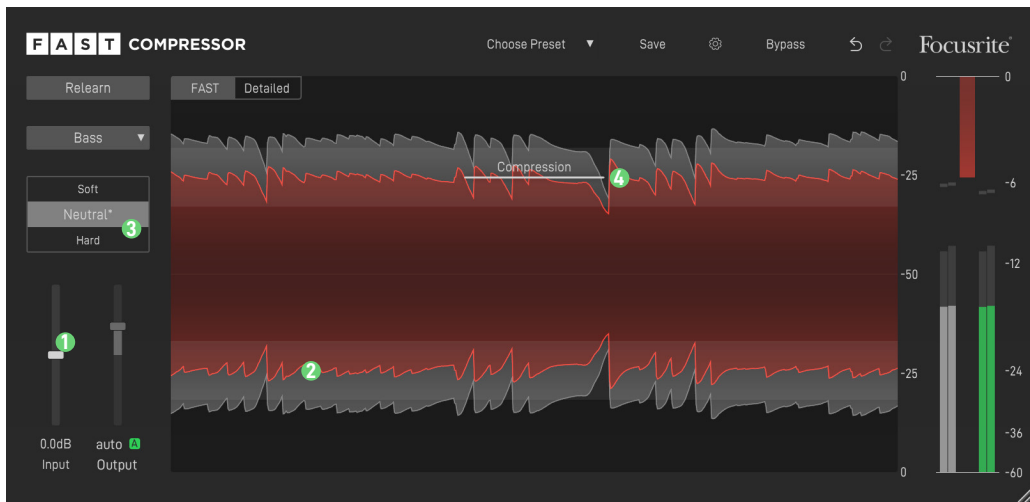 FAST COMPRESSOR
Choose Preset ▼
Save
Bypass
Focusrite®
Relearn
FAST
Detailed
0
0
Bass ▼
Soft
Neutral*
3
Hard
Compression
4
-25
-6
-12
-50
1
2
-25
-24
-36
0.0dB
auto A
Input
Output
0
-60